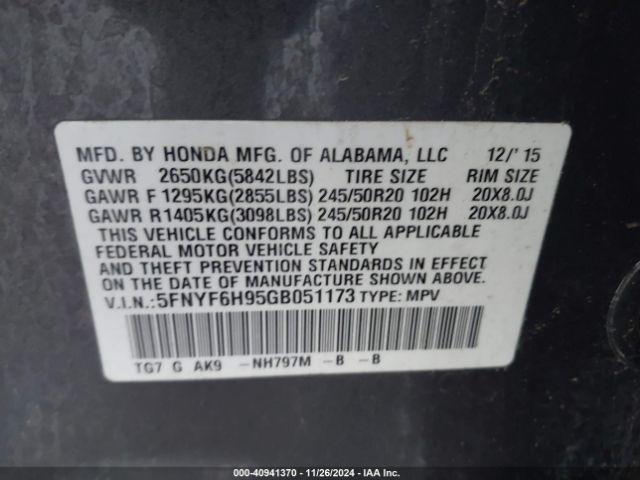 MFD. BY HONDA MFG. OF ALABAMA, LLC 12/'15
GVWR 2650KG(5842LBS) TIRE SIZE RIM SIZE
GAWR F 1295KG(2855LBS) 245/50R20 102H 20X8.0J
GAWR R1405KG(3098LBS) 245/50R20 102H 20X8.0J
THIS VEHICLE CONFORMS TO ALL APPLICABLE
FEDERAL MOTOR VEHICLE SAFETY
AND THEFT PREVENTION STANDARDS IN EFFECT
ON THE DATE OF MANUFACTURE SHOWN ABOVE.
V.I.N.:5FNYF6H95GB051173 TYPE: MPV
TG7 G AK9 -NH797M -B -B
000-40941370 - 11/26/2024 - IAA Inc.